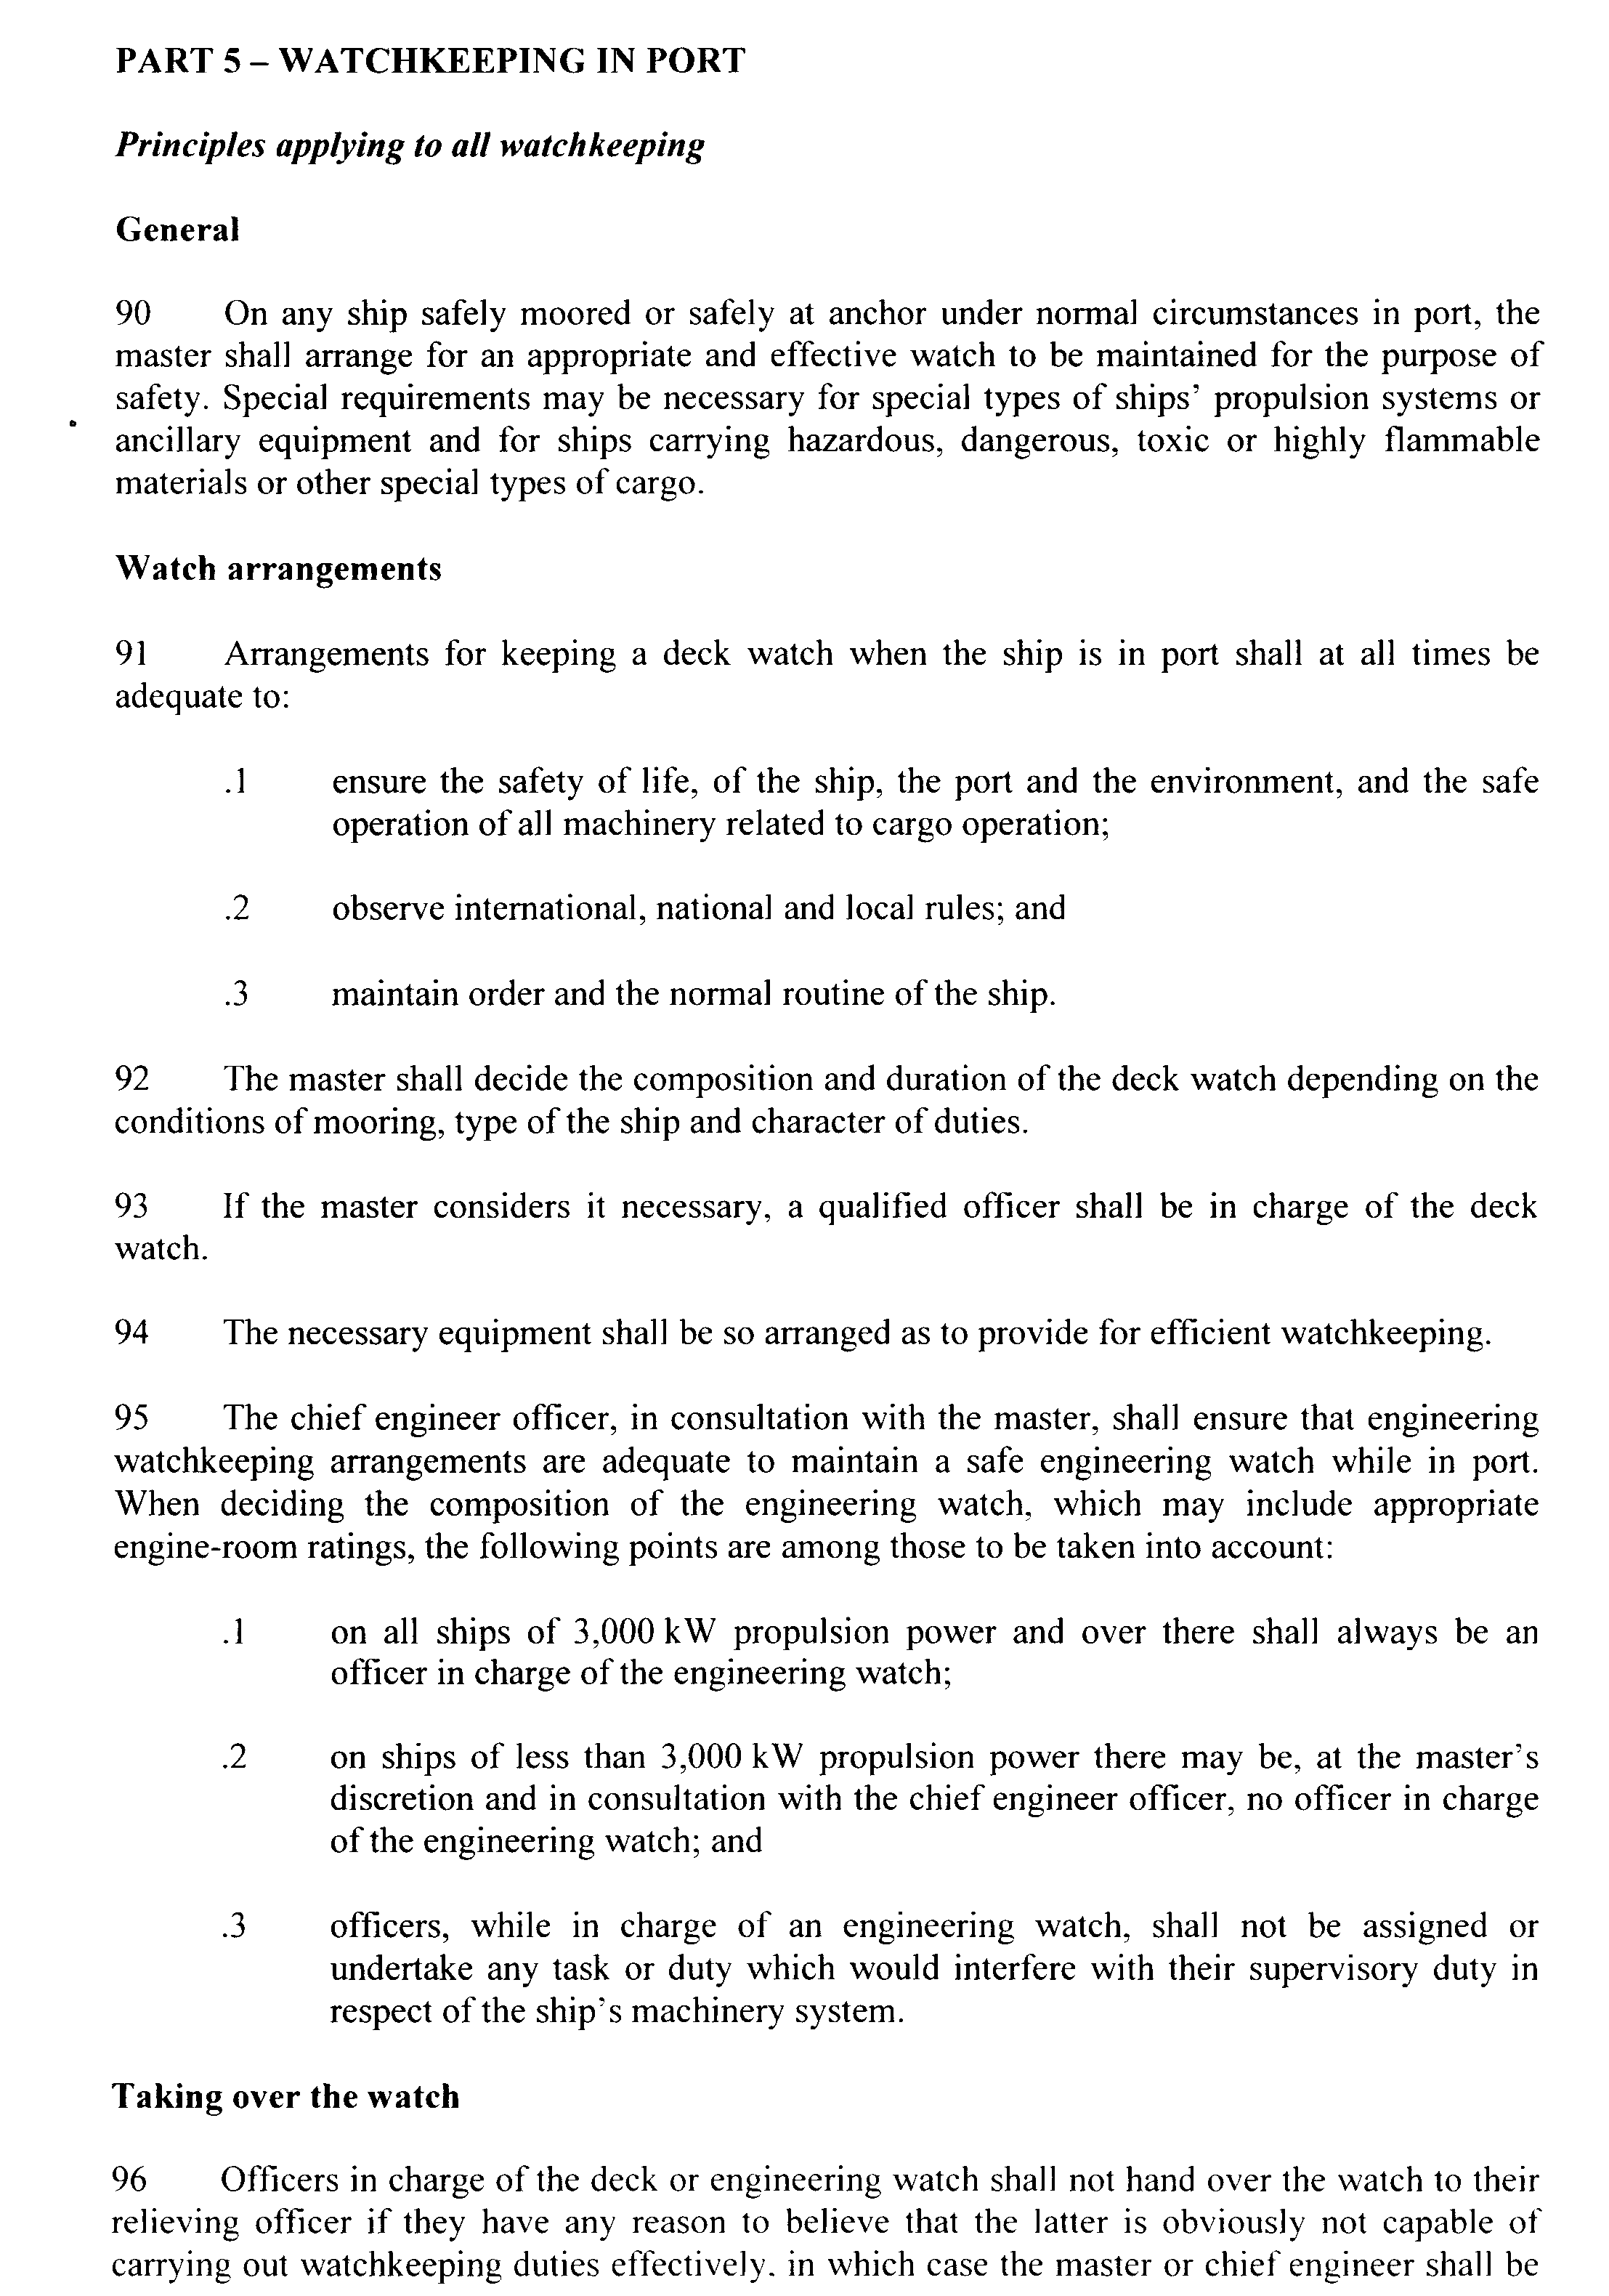 PART 5 – WATCHKEEPING IN PORT
Principles applying to all watchkeeping
General
90 On any ship safely moored or safely at anchor under normal circumstances in port, the
master shall arrange for an appropriate and effective watch to be maintained for the purpose of
safety. Special requirements may be necessary for special types of ships’ propulsion systems or
ancillary equipment and for ships carrying hazardous, dangerous, toxic or highly flammable
materials or other special types of cargo.
Watch arrangements
91 Arrangements for keeping a deck watch when the ship is in port shall at all times be
adequate to:
.1 ensure the safety of life, of the ship, the port and the environment, and the safe
operation of all machinery related to cargo operation;
.2 observe international, national and local rules; and
.3 maintain order and the normal routine of the ship.
92 The master shall decide the composition and duration of the deck watch depending on the
conditions of mooring, type of the ship and character of duties.
93 If the master considers it necessary, a qualified officer shall be in charge of the deck
watch.
94 The necessary equipment shall be so arranged as to provide for efficient watchkeeping.
95 The chief engineer officer, in consultation with the master, shall ensure that engineering
watchkeeping arrangements are adequate to maintain a safe engineering watch while in port.
When deciding the composition of the engineering watch, which may include appropriate
engine-room ratings, the following points are among those to be taken into account:
.1 on all ships of 3,000 kW propulsion power and over there shall always be an
officer in charge of the engineering watch;
.2 on ships of less than 3,000 kW propulsion power there may be, at the master’s
discretion and in consultation with the chief engineer officer, no officer in charge
of the engineering watch; and
.3 officers, while in charge of an engineering watch, shall not be assigned or
undertake any task or duty which would interfere with their supervisory duty in
respect of the ship’s machinery system.
Taking over the watch
96 Officers in charge of the deck or engineering watch shall not hand over the watch to their
relieving officer if they have any reason to believe that the latter is obviously not capable of
carrying out watchkeeping duties effectively, in which case the master or chief engineer shall be